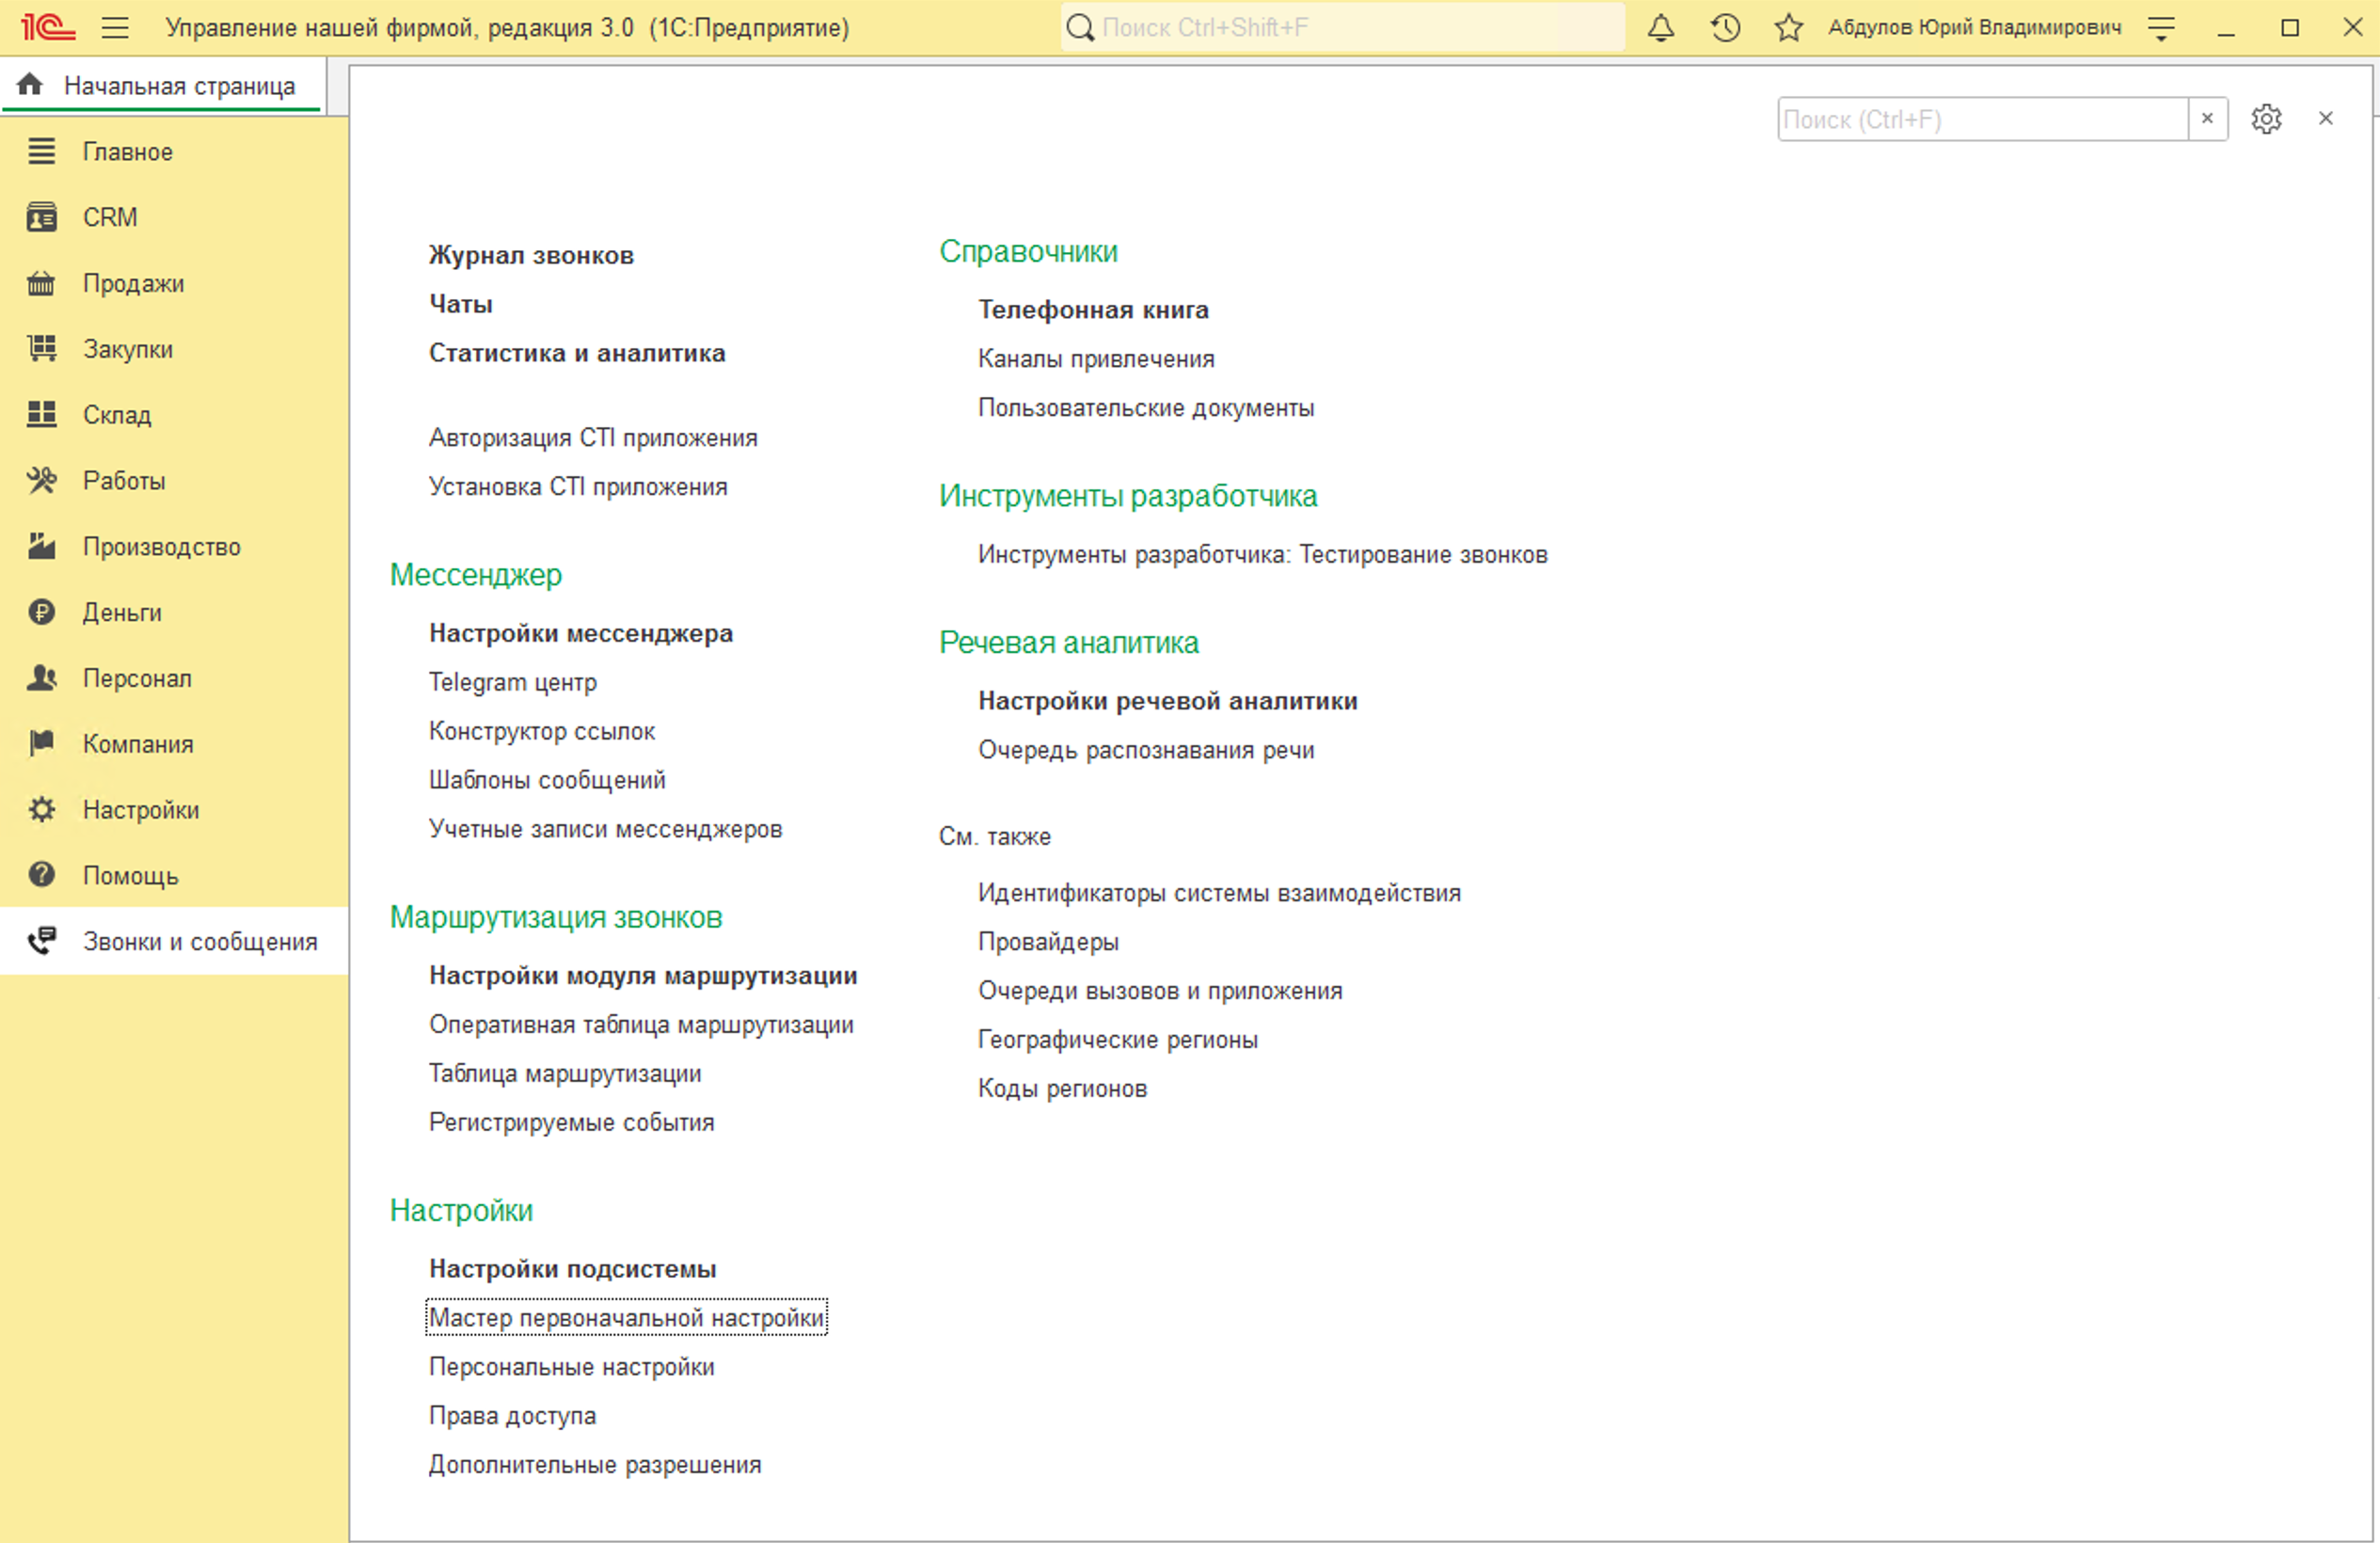 1С Управление нашей фирмой, редакция 3.0 (1С:Предприятие)
Поиск Ctrl+Shift+F
Абдулов Юрий Владимирович
Начальная страница
Поиск (Ctrl+F)
Главное
CRM
Продажи
Закупки
Склад
Работы
Производство
Деньги
Персонал
Компания
Настройки
Помощь
Звонки и сообщения
Журнал звонков
Чаты
Статистика и аналитика
Авторизация CTI приложения
Установка CTI приложения
Мессенджер
Настройки мессенджера
Telegram центр
Конструктор ссылок
Шаблоны сообщений
Учетные записи мессенджеров
Маршрутизация звонков
Настройки модуля маршрутизации
Оперативная таблица маршрутизации
Таблица маршрутизации
Регистрируемые события
Настройки
Настройки подсистемы
Мастер первоначальной настройки
Персональные настройки
Права доступа
Дополнительные разрешения
Справочники
Телефонная книга
Каналы привлечения
Пользовательские документы
Инструменты разработчика
Инструменты разработчика: Тестирование звонков
Речевая аналитика
Настройки речевой аналитики
Очередь распознавания речи
См. также
Идентификаторы системы взаимодействия
Провайдеры
Очереди вызовов и приложения
Географические регионы
Коды регионов